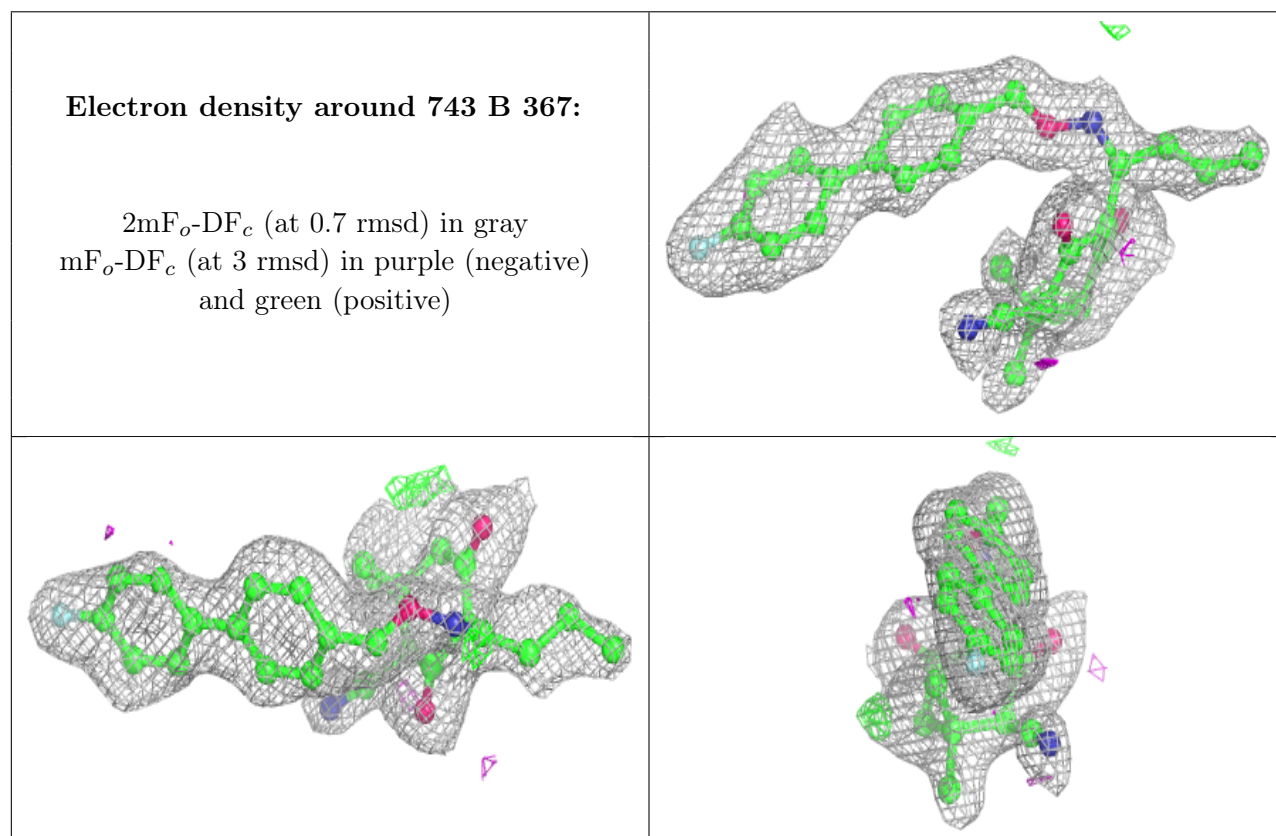 Electron density around 743 B 367:
2mFₒ-DF𝒸 (at 0.7 rmsd) in gray
mFₒ-DF𝒸 (at 3 rmsd) in purple (negative)
and green (positive)